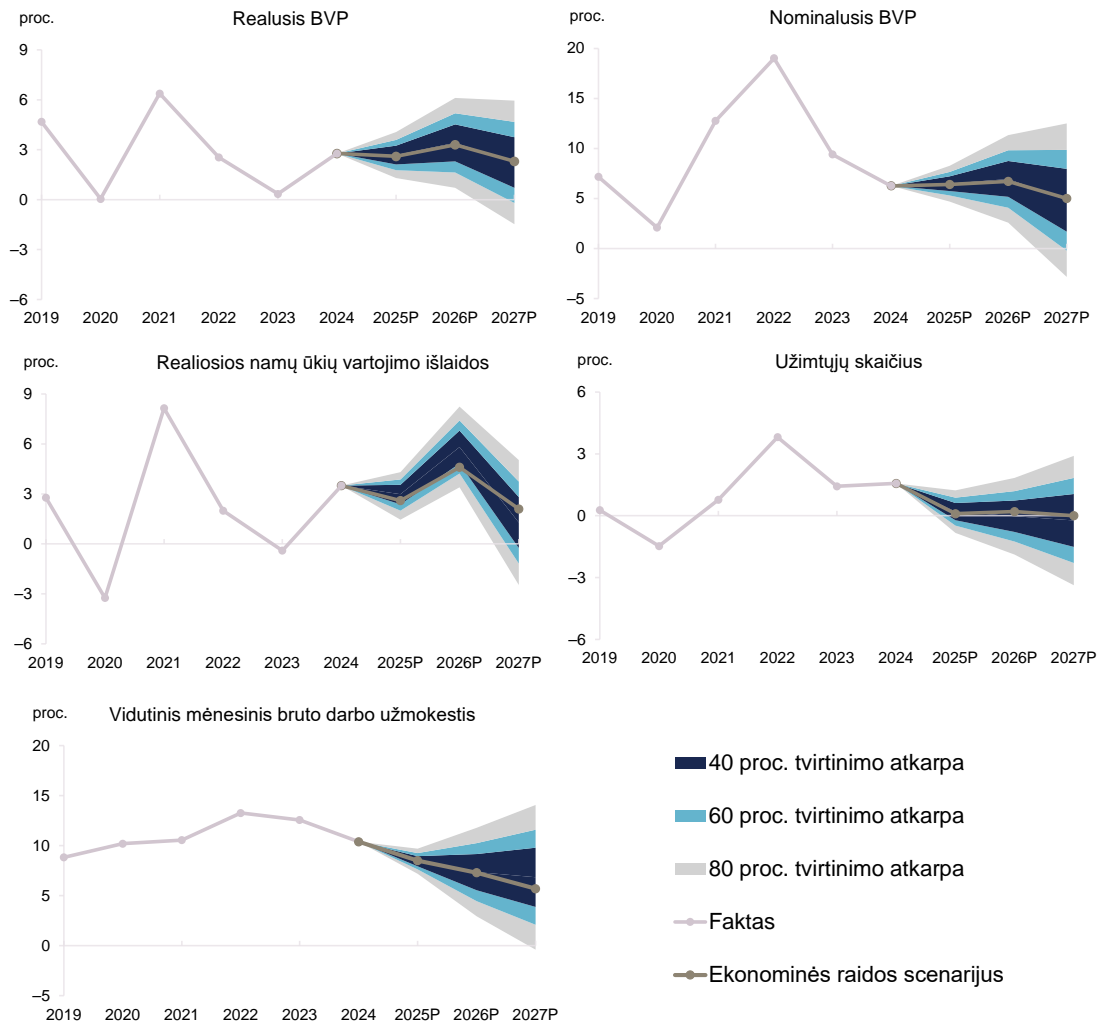 proc.
Realusis BVP
9
6
3
0
–3
–6
2019 2020 2021 2022 2023 2024 2025P 2026P 2027P
proc.
Nominalusis BVP
20
15
10
5
0
–5
2019 2020 2021 2022 2023 2024 2025P 2026P 2027P
proc.
Realiosios namų ūkių vartojimo išlaidos
9
6
3
0
–3
–6
2019 2020 2021 2022 2023 2024 2025P 2026P 2027P
proc.
Užimtųjų skaičius
6
3
0
–3
–6
2019 2020 2021 2022 2023 2024 2025P 2026P 2027P
proc.
Vidutinis mėnesinis bruto darbo užmokestis
20
15
10
5
0
–5
2019 2020 2021 2022 2023 2024 2025P 2026P 2027P
40 proc. tvirtinimo atkarpa
60 proc. tvirtinimo atkarpa
80 proc. tvirtinimo atkarpa
Faktas
Ekonominės raidos scenarijus